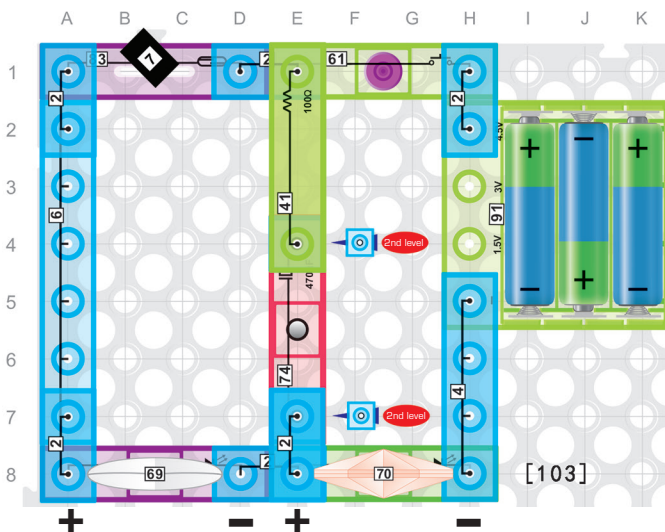 A B C D E F G H I J K
1 83 7 2 61
2 2 100Ω 2 4.5V
+ − +
3 6 41 3V
91
4 2nd level 1.5V
470
5 − + −
6 74
7 2 2 2nd level 4
8 69 2 70 [103]
+ − + −